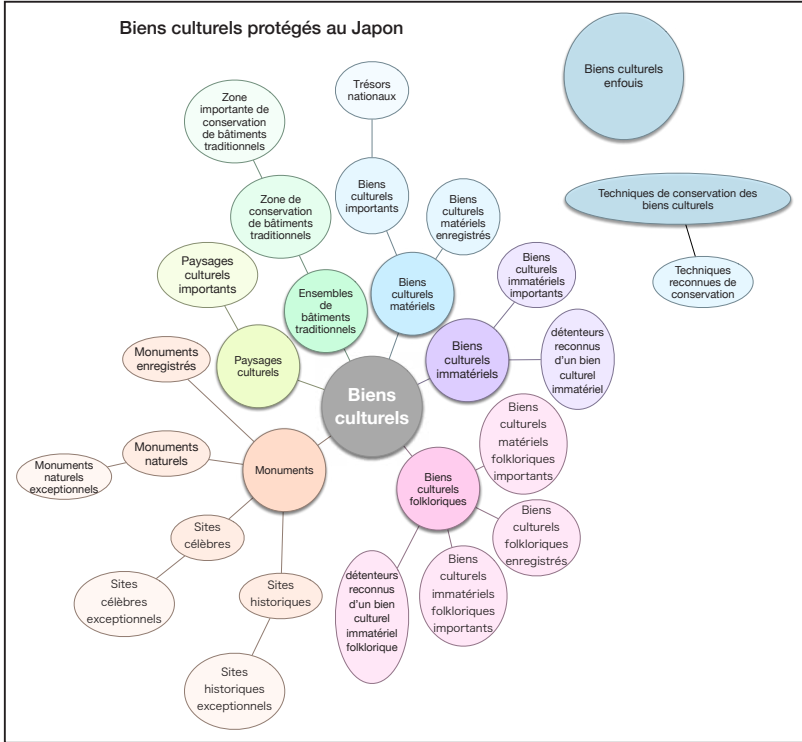 Biens culturels protégés au Japon
Biens culturels
enfouis
Zone
importante de
conservation
de bâtiments
traditionnels
Trésors
nationaux
Zone de
conservation
de bâtiments
traditionnels
Biens
culturels
importants
Biens
culturels
matériels
enregistrés
Techniques de conservation des
biens culturels
Techniques
reconnues de
conservation
Paysages
culturels
importants
Ensembles
de
bâtiments
traditionnels
Biens
culturels
matériels
Biens
culturels
immatériels
importants
Monuments
enregistrés
Paysages
culturels
Biens
culturels
immatériels
détenteurs
reconnus
d'un bien
culturel
immatériel
Biens
culturels
Biens
culturels
matériels
folkloriques
importants
Monuments
naturels
Monuments
naturels
exceptionnels
Monuments
Biens
culturels
folkloriques
Biens
culturels
folkloriques
enregistrés
Sites
célèbres
Sites
célèbres
exceptionnels
Sites
historiques
détenteurs
reconnus
d'un bien
culturel
immatériel
folklorique
Biens
culturels
immatériels
folkloriques
importants
Sites
historiques
exceptionnels